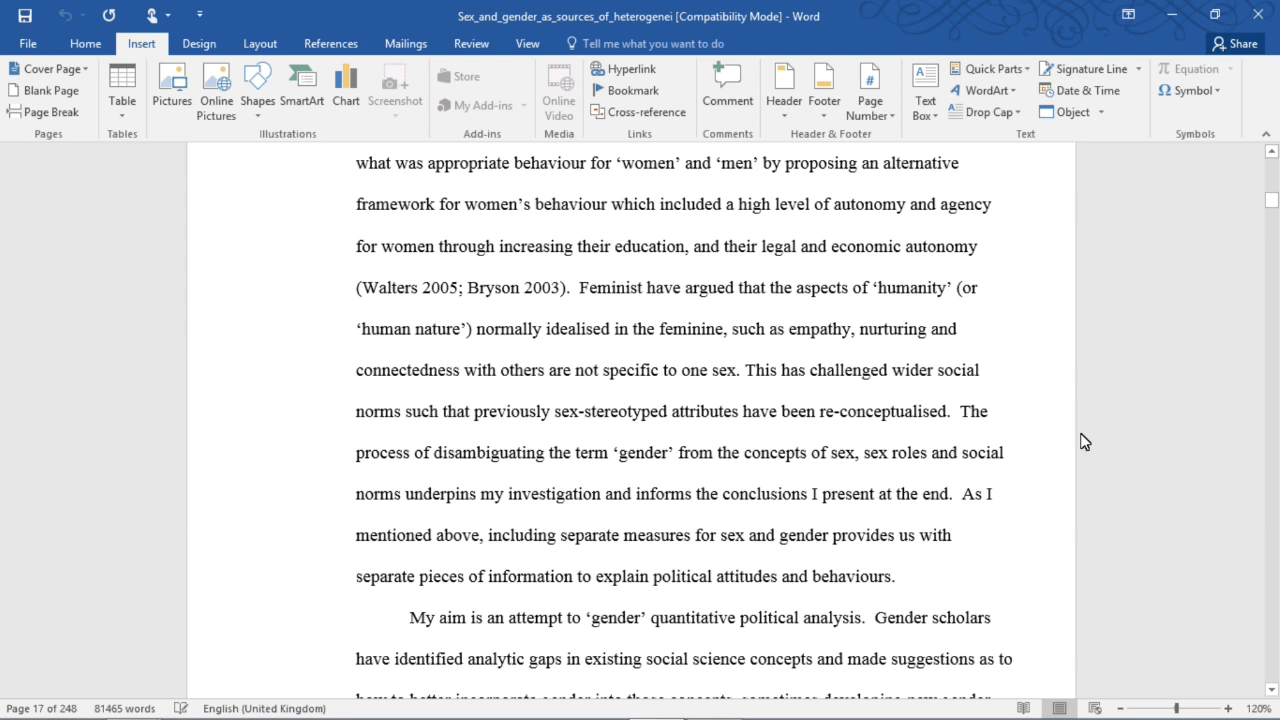 Sex_and_gender_as_sources_of_heterogenei [Compatibility Mode] - Word
File Home Insert Design Layout References Mailings Review View Tell me what you want to do Share
Cover Page
Blank Page
Page Break
Pages
Table
Tables
Pictures Online Pictures Shapes SmartArt Chart Screenshot
Illustrations
Store
My Add-ins
Add-ins
Online Video
Media
Hyperlink
Bookmark
Cross-reference
Links
Comment
Comments
Header Footer Page Number
Header & Footer
Text Box
Quick Parts
WordArt
Drop Cap
Signature Line
Date & Time
Object
Text
Equation
Symbol
Symbols
what was appropriate behaviour for ‘women’ and ‘men’ by proposing an alternative
framework for women’s behaviour which included a high level of autonomy and agency
for women through increasing their education, and their legal and economic autonomy
(Walters 2005; Bryson 2003).  Feminist have argued that the aspects of ‘humanity’ (or
‘human nature’) normally idealised in the feminine, such as empathy, nurturing and
connectedness with others are not specific to one sex. This has challenged wider social
norms such that previously sex-stereotyped attributes have been re-conceptualised.  The
process of disambiguating the term ‘gender’ from the concepts of sex, sex roles and social
norms underpins my investigation and informs the conclusions I present at the end.  As I
mentioned above, including separate measures for sex and gender provides us with
separate pieces of information to explain political attitudes and behaviours.
My aim is an attempt to ‘gender’ quantitative political analysis.  Gender scholars
have identified analytic gaps in existing social science concepts and made suggestions as to
how to better incorporate gender into these concepts, sometimes developing new gender
Page 17 of 248 81465 words English (United Kingdom) 120%